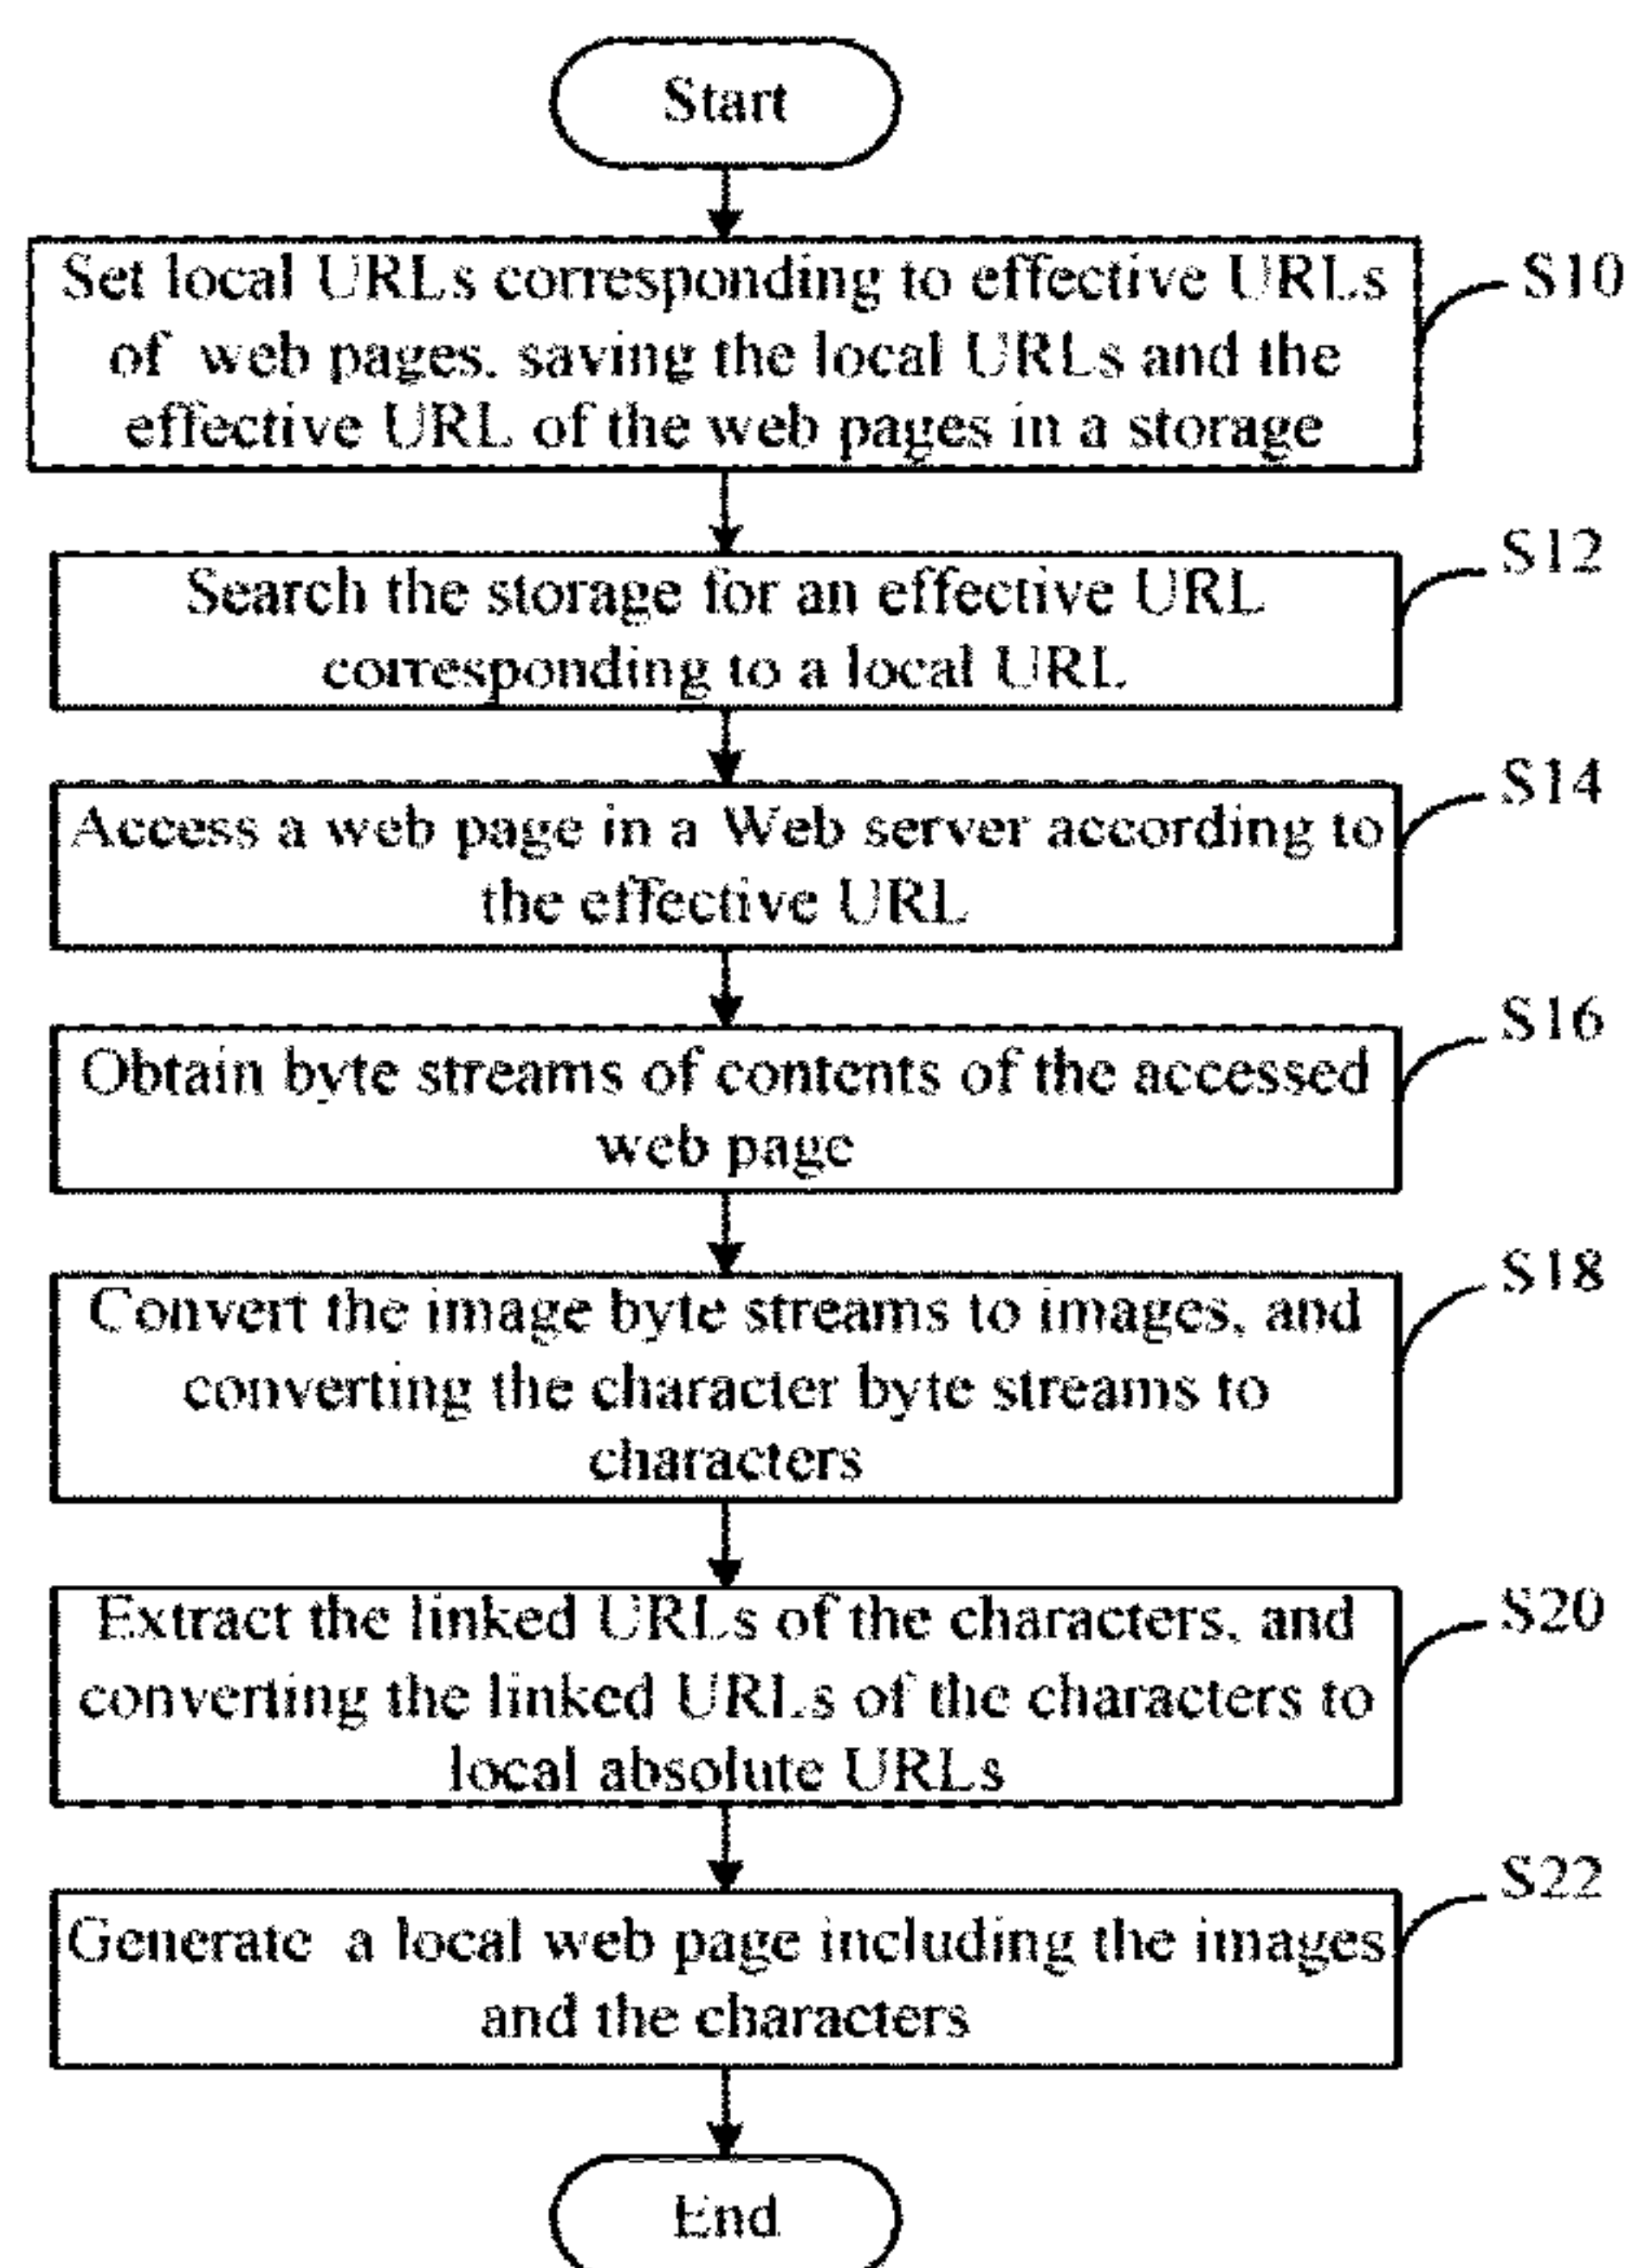 Start
Set local URLs corresponding to effective URLs
of web pages, saving the local URLs and the
effective URL of the web pages in a storage
S10
Search the storage for an effective URL
corresponding to a local URL
S12
Access a web page in a Web server according to
the effective URL
S14
Obtain byte streams of contents of the accessed
web page
S16
Convert the image byte streams to images, and
converting the character byte streams to
characters
S18
Extract the linked URLs of the characters, and
converting the linked URLs of the characters to
local absolute URLs
S20
Generate a local web page including the images
and the characters
S22
End